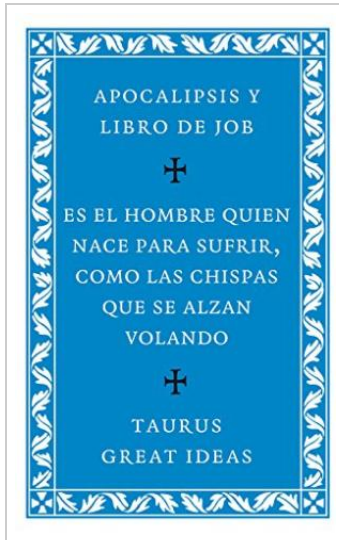 APOCALIPSIS Y
LIBRO DE JOB
ES EL HOMBRE QUIEN
NACE PARA SUFRIR,
COMO LAS CHISPAS
QUE SE ALZAN
VOLANDO
TAURUS
GREAT IDEAS